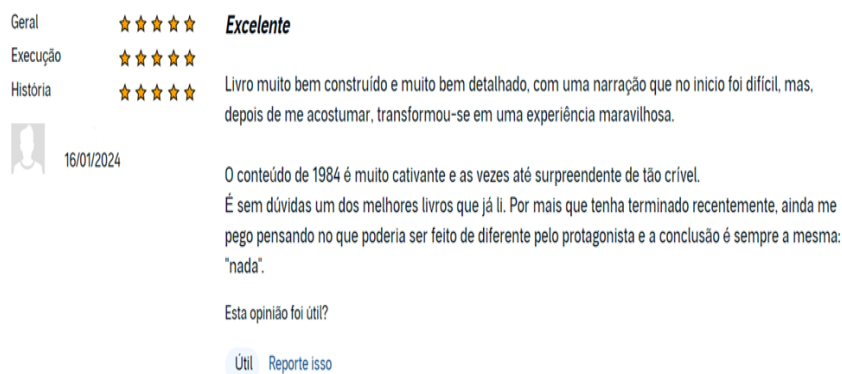 Geral
Execução
História
16/01/2024
Excelente
Livro muito bem construído e muito bem detalhado, com uma narração que no inicio foi difícil, mas,
depois de me acostumar, transformou-se em uma experiência maravilhosa.
O conteúdo de 1984 é muito cativante e as vezes até surpreendente de tão crível.
É sem dúvidas um dos melhores livros que já li. Por mais que tenha terminado recentemente, ainda me
pego pensando no que poderia ser feito de diferente pelo protagonista e a conclusão é sempre a mesma:
"nada".
Esta opinião foi útil?
Útil Reporte isso